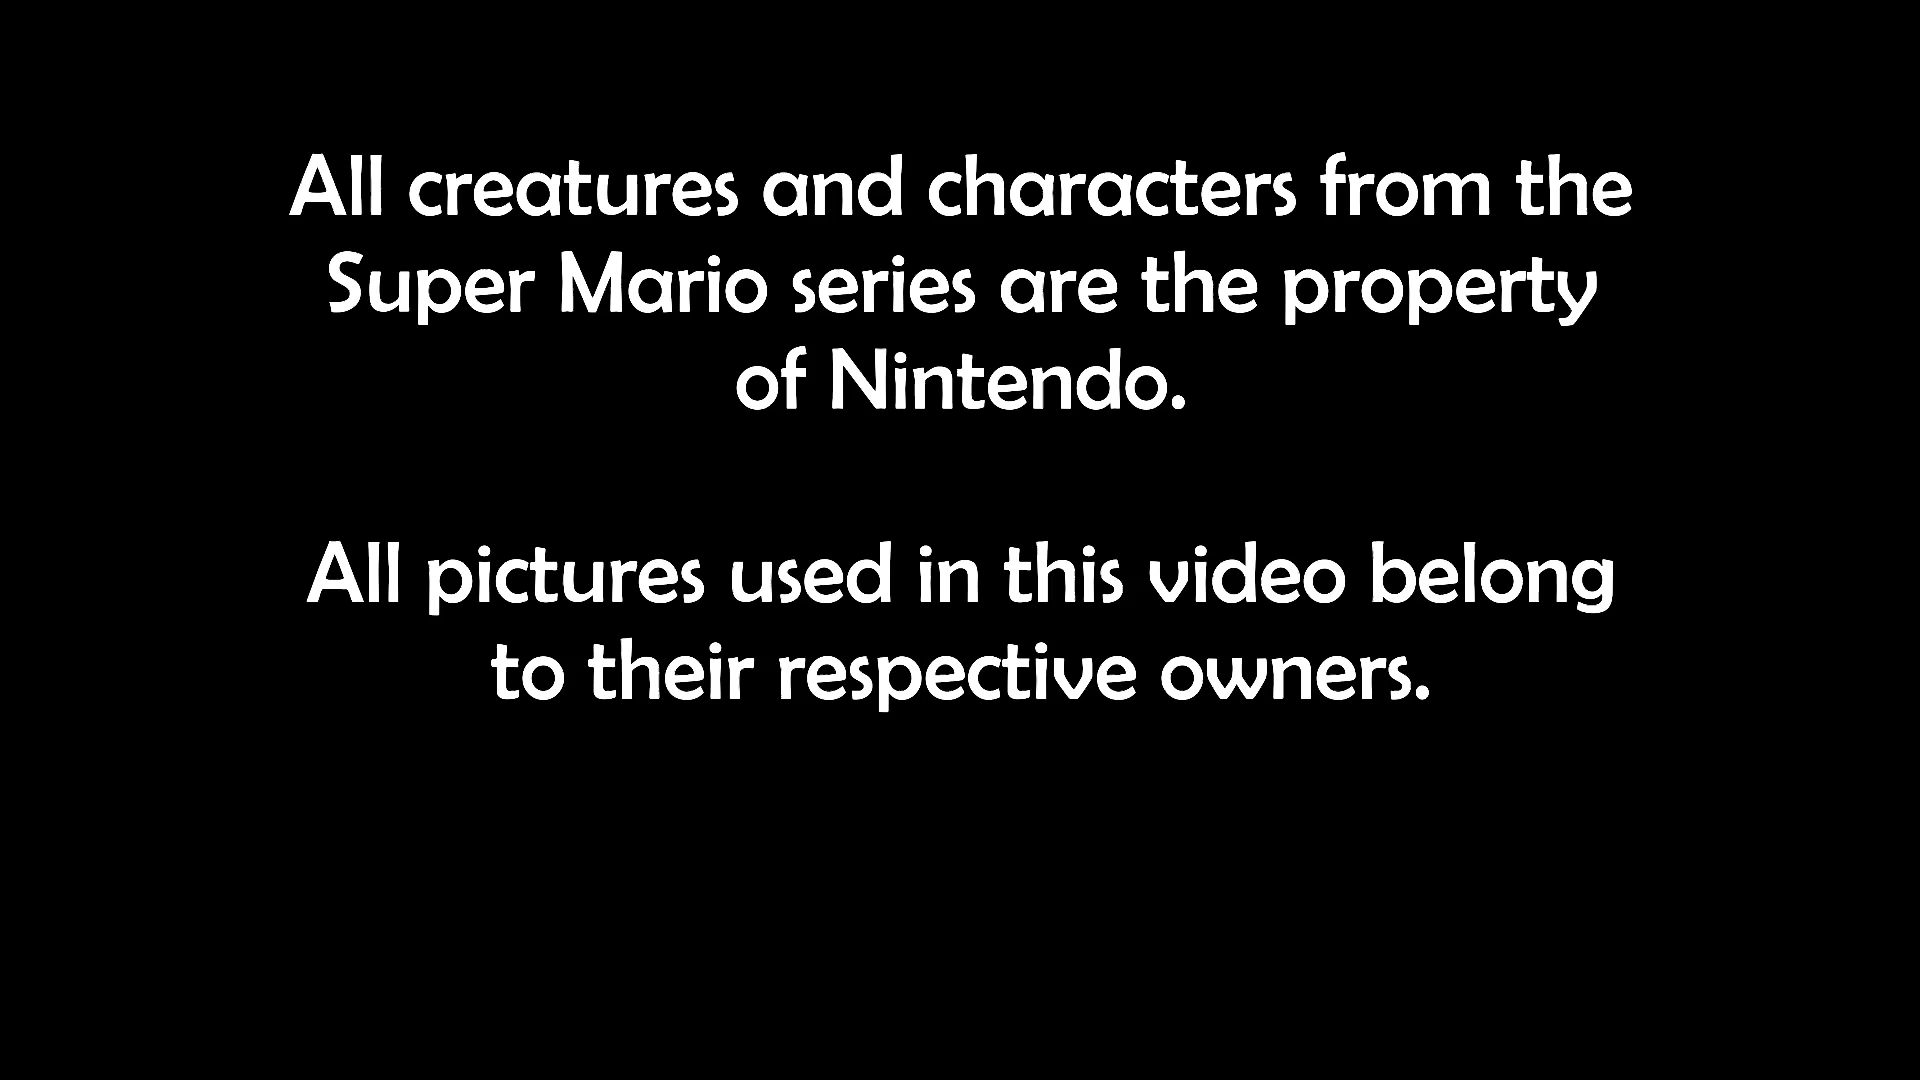 All creatures and characters from the
Super Mario series are the property
of Nintendo.
All pictures used in this video belong
to their respective owners.